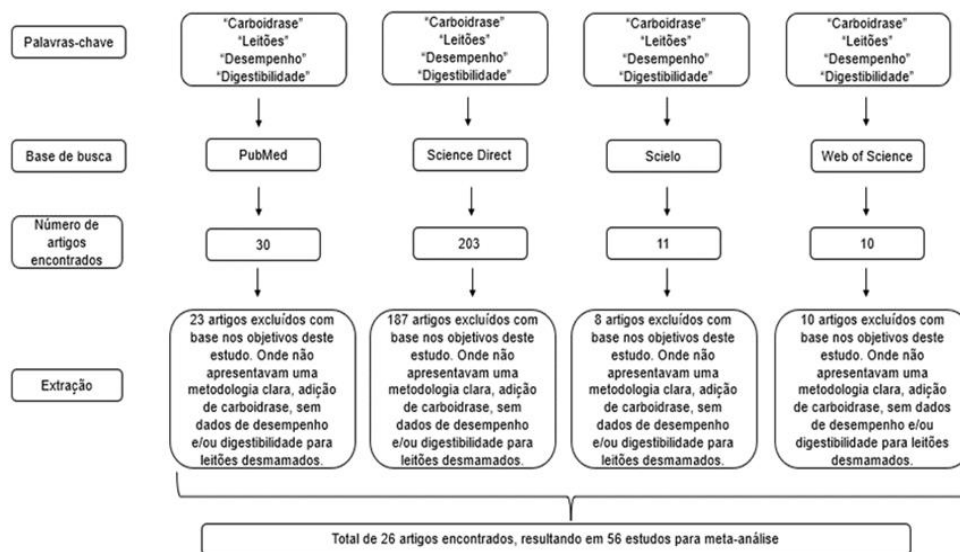 Palavras-chave
“Carboidrase”
“Leitões”
“Desempenho”
“Digestibilidade”
“Carboidrase”
“Leitões”
“Desempenho”
“Digestibilidade”
“Carboidrase”
“Leitões”
“Desempenho”
“Digestibilidade”
“Carboidrase”
“Leitões”
“Desempenho”
“Digestibilidade”
Base de busca
PubMed
Science Direct
Scielo
Web of Science
Número de
artigos
encontrados
30
203
11
10
Extração
23 artigos excluídos com
base nos objetivos deste
estudo. Onde não
apresentavam uma
metodologia clara, adição
de carboidrase, sem
dados de desempenho
e/ou digestibilidade para
leitões desmamados.
187 artigos excluídos com
base nos objetivos deste
estudo. Onde não
apresentavam uma
metodologia clara, adição
de carboidrase, sem
dados de desempenho
e/ou digestibilidade para
leitões desmamados.
8 artigos excluídos com
base nos objetivos deste
estudo. Onde não
apresentavam uma
metodologia clara, adição
de carboidrase, sem
dados de desempenho
e/ou digestibilidade para
leitões desmamados.
10 artigos excluídos com
base nos objetivos deste
estudo. Onde não
apresentavam uma
metodologia clara, adição
de carboidrase, sem dados
de desempenho e/ou
digestibilidade para leitões
desmamados.
Total de 26 artigos encontrados, resultando em 56 estudos para meta-análise